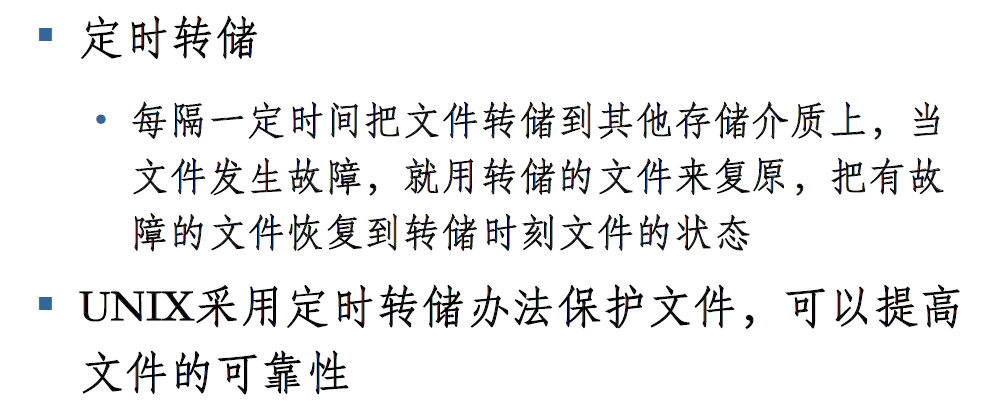 定时转储
每隔一定时间把文件转储到其他存储介质上，当
文件发生故障，就用转储的文件来复原，把有故
障的文件恢复到转储时刻文件的状态
UNIX采用定时转储办法保护文件，可以提高
文件的可靠性